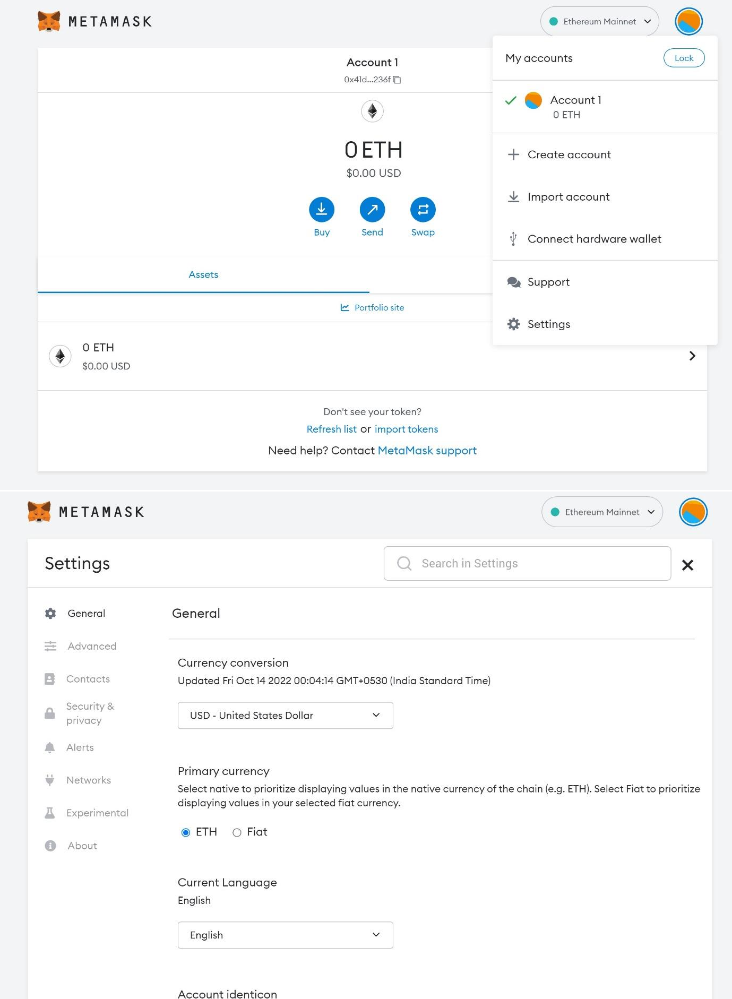 METAMASK
Ethereum Mainnet
My accounts
Lock
Account 1
0x41d...236f
Account 1
0 ETH
0 ETH
$0.00 USD
Create account
Import account
Buy
Send
Swap
Connect hardware wallet
Assets
Support
Portfolio site
Settings
0 ETH
$0.00 USD
Don't see your token?
Refresh list or import tokens
Need help? Contact MetaMask support
METAMASK
Ethereum Mainnet
Settings
Search in Settings
General
Advanced
Contacts
Security &
privacy
Alerts
Networks
Experimental
About
General
Currency conversion
Updated Fri Oct 14 2022 00:04:14 GMT+0530 (India Standard Time)
USD - United States Dollar
Primary currency
Select native to prioritize displaying values in the native currency of the chain (e.g. ETH). Select Fiat to prioritize
displaying values in your selected fiat currency.
ETH
Fiat
Current Language
English
English
Account identicon